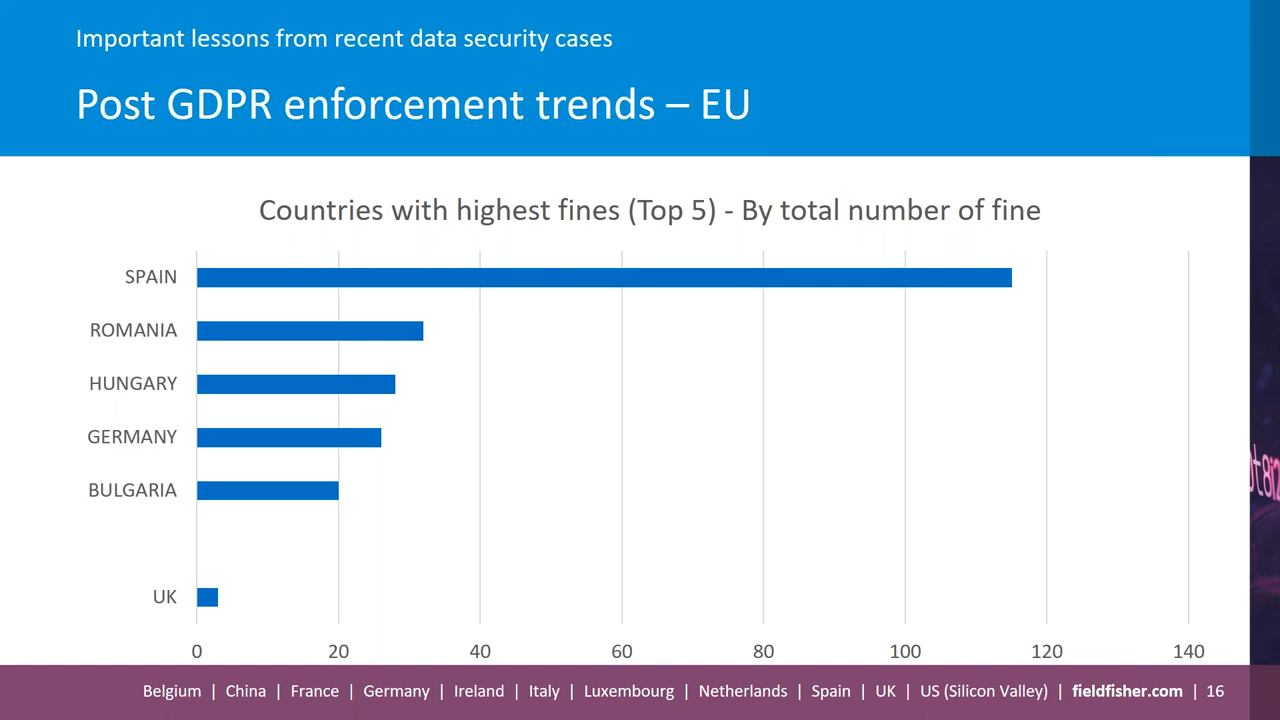 Important lessons from recent data security cases
Post GDPR enforcement trends – EU
Countries with highest fines (Top 5) - By total number of fine
SPAIN
ROMANIA
HUNGARY
GERMANY
BULGARIA
UK
0 20 40 60 80 100 120 140
Belgium | China | France | Germany | Ireland | Italy | Luxembourg | Netherlands | Spain | UK | US (Silicon Valley) | fieldfisher.com | 16